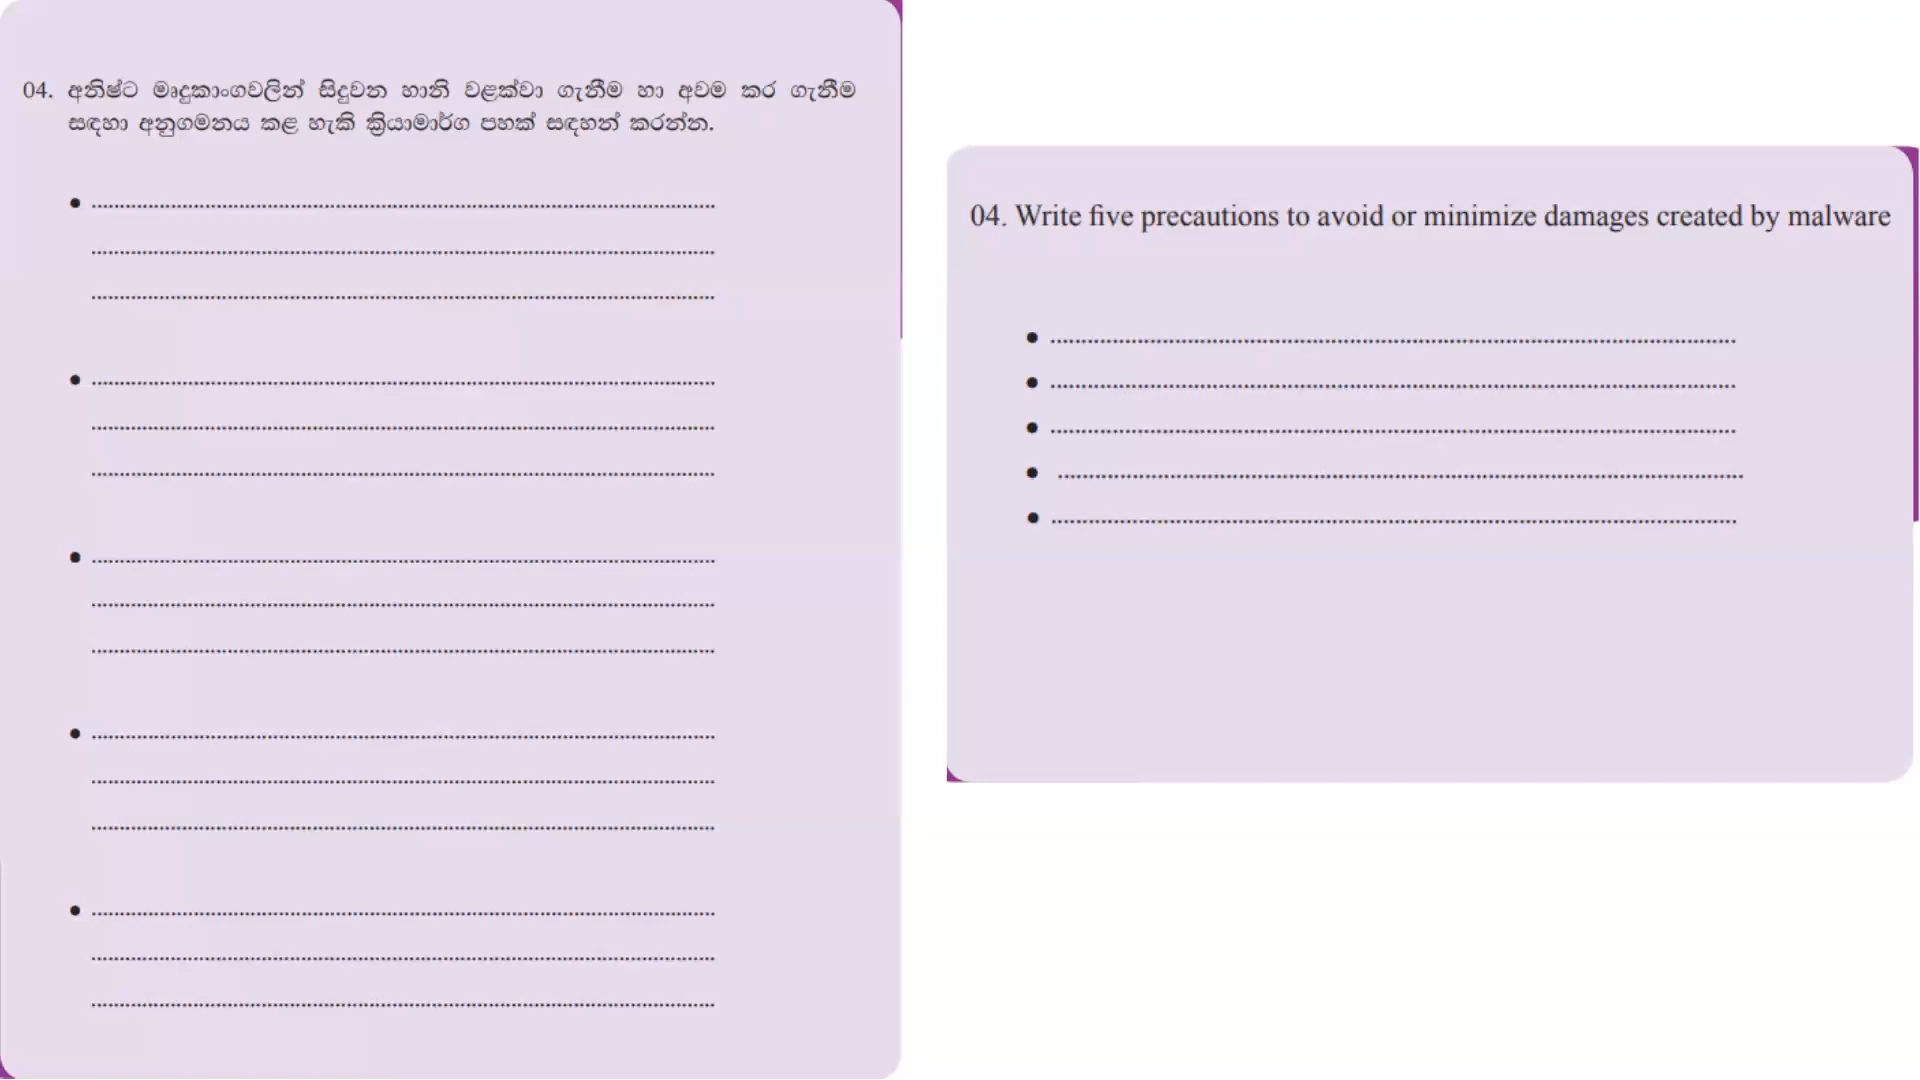 04. අනිෂ්ට මෘදුකාංගවලින් සිදුවන හානි වළක්වා ගැනීම හා අවම කර ගැනීම
සඳහා අනුගමනය කළ හැකි ක්‍රියාමාර්ග පහක් සඳහන් කරන්න.
04. Write five precautions to avoid or minimize damages created by malware